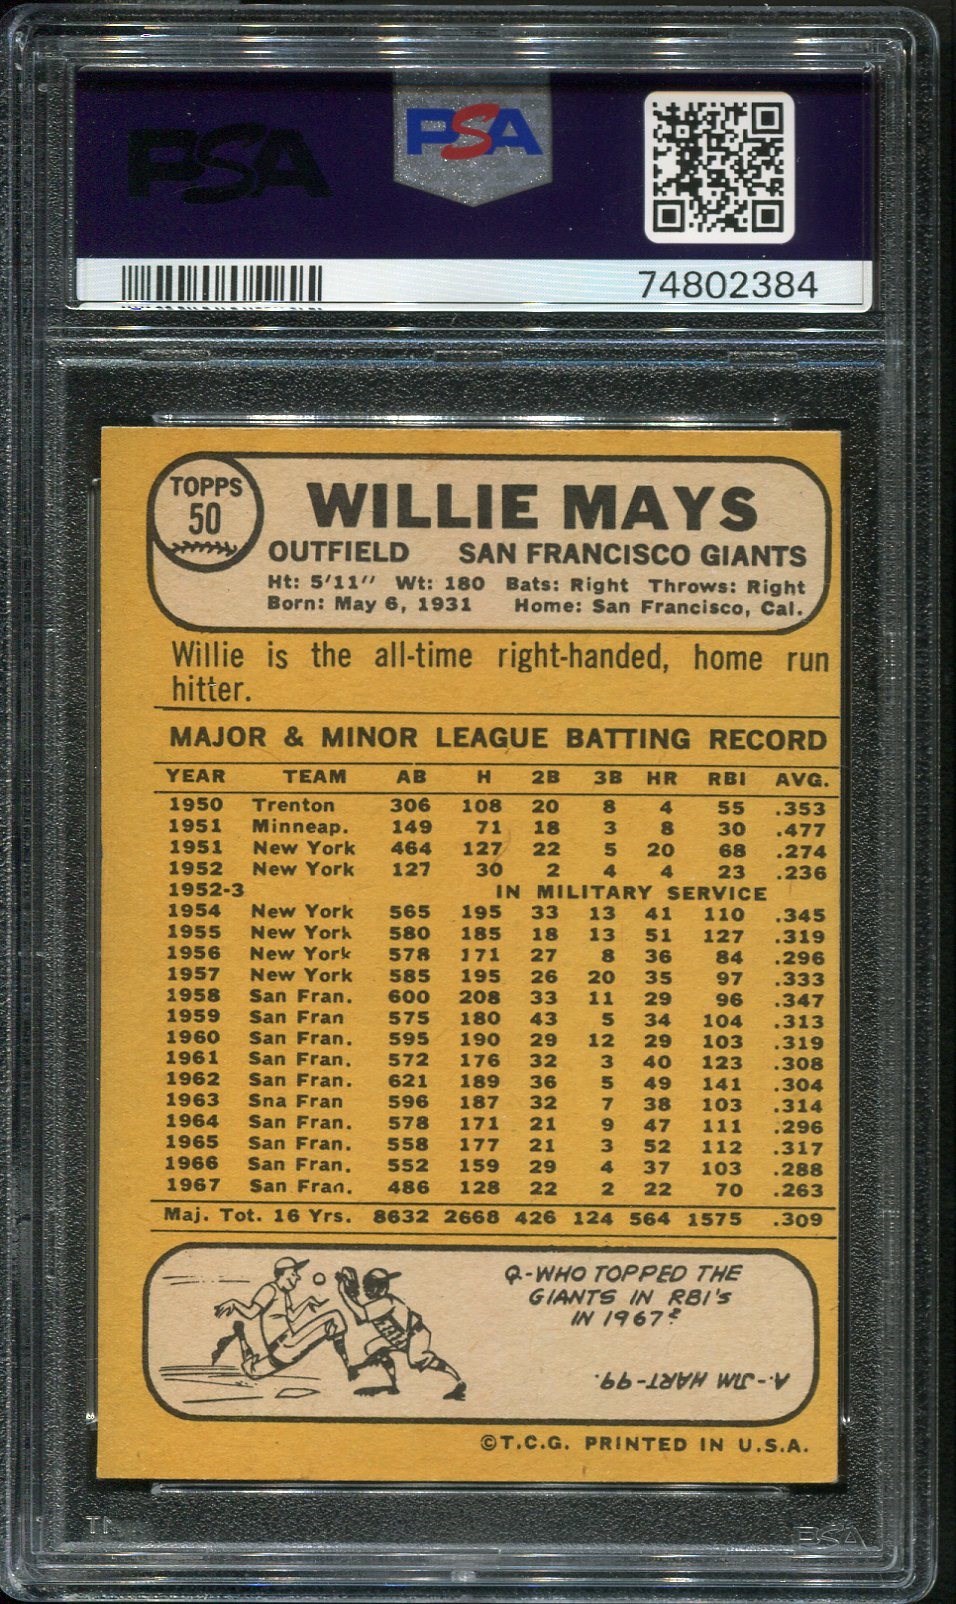 PSA
PSA
74802384
TOPPS
50
WILLIE MAYS
OUTFIELD SAN FRANCISCO GIANTS
Ht: 5'11" Wt: 180 Bats: Right Throws: Right
Born: May 6, 1931 Home: San Francisco, Cal.
Willie is the all-time right-handed, home run
hitter.
MAJOR & MINOR LEAGUE BATTING RECORD
YEAR TEAM AB H 2B 3B HR RBI AVG.
1950 Trenton 306 108 20 8 4 55 .353
1951 Minneap. 149 71 18 3 8 30 .477
1951 New York 464 127 22 5 20 68 .274
1952 New York 127 30 2 4 4 23 .236
1952-3 IN MILITARY SERVICE
1954 New York 565 195 33 13 41 110 .345
1955 New York 580 185 18 13 51 127 .319
1956 New York 578 171 27 8 36 84 .296
1957 New York 585 195 26 20 35 97 .333
1958 San Fran. 600 208 33 11 29 96 .347
1959 San Fran 575 180 43 5 34 104 .313
1960 San Fran. 595 190 29 12 29 103 .319
1961 San Fran. 572 176 32 3 40 123 .308
1962 San Fran. 621 189 36 5 49 141 .304
1963 Sna Fran 596 187 32 7 38 103 .314
1964 San Fran. 578 171 21 9 47 111 .296
1965 San Fran. 558 177 21 3 52 112 .317
1966 San Fran. 552 159 29 4 37 103 .288
1967 San Fran. 486 128 22 2 22 70 .263
Maj. Tot. 16 Yrs. 8632 2668 426 124 564 1575 .309
Q-WHO TOPPED THE
GIANTS IN RBI'S
IN 1967?
A.-JIM HART-99.
©T.C.G. PRINTED IN U.S.A.
PSA